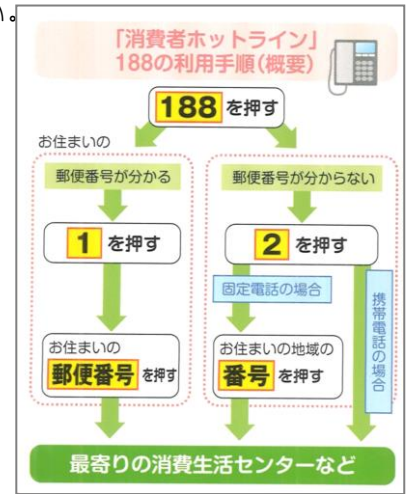 い。
「消費者ホットライン」
188の利用手順(概要)
188 を押す
お住まいの
郵便番号が分かる
郵便番号が分からない
1 を押す
2 を押す
固定電話の場合
携帯電話の場合
お住まいの
郵便番号 を押す
お住まいの地域の
番号 を押す
最寄りの消費生活センターなど